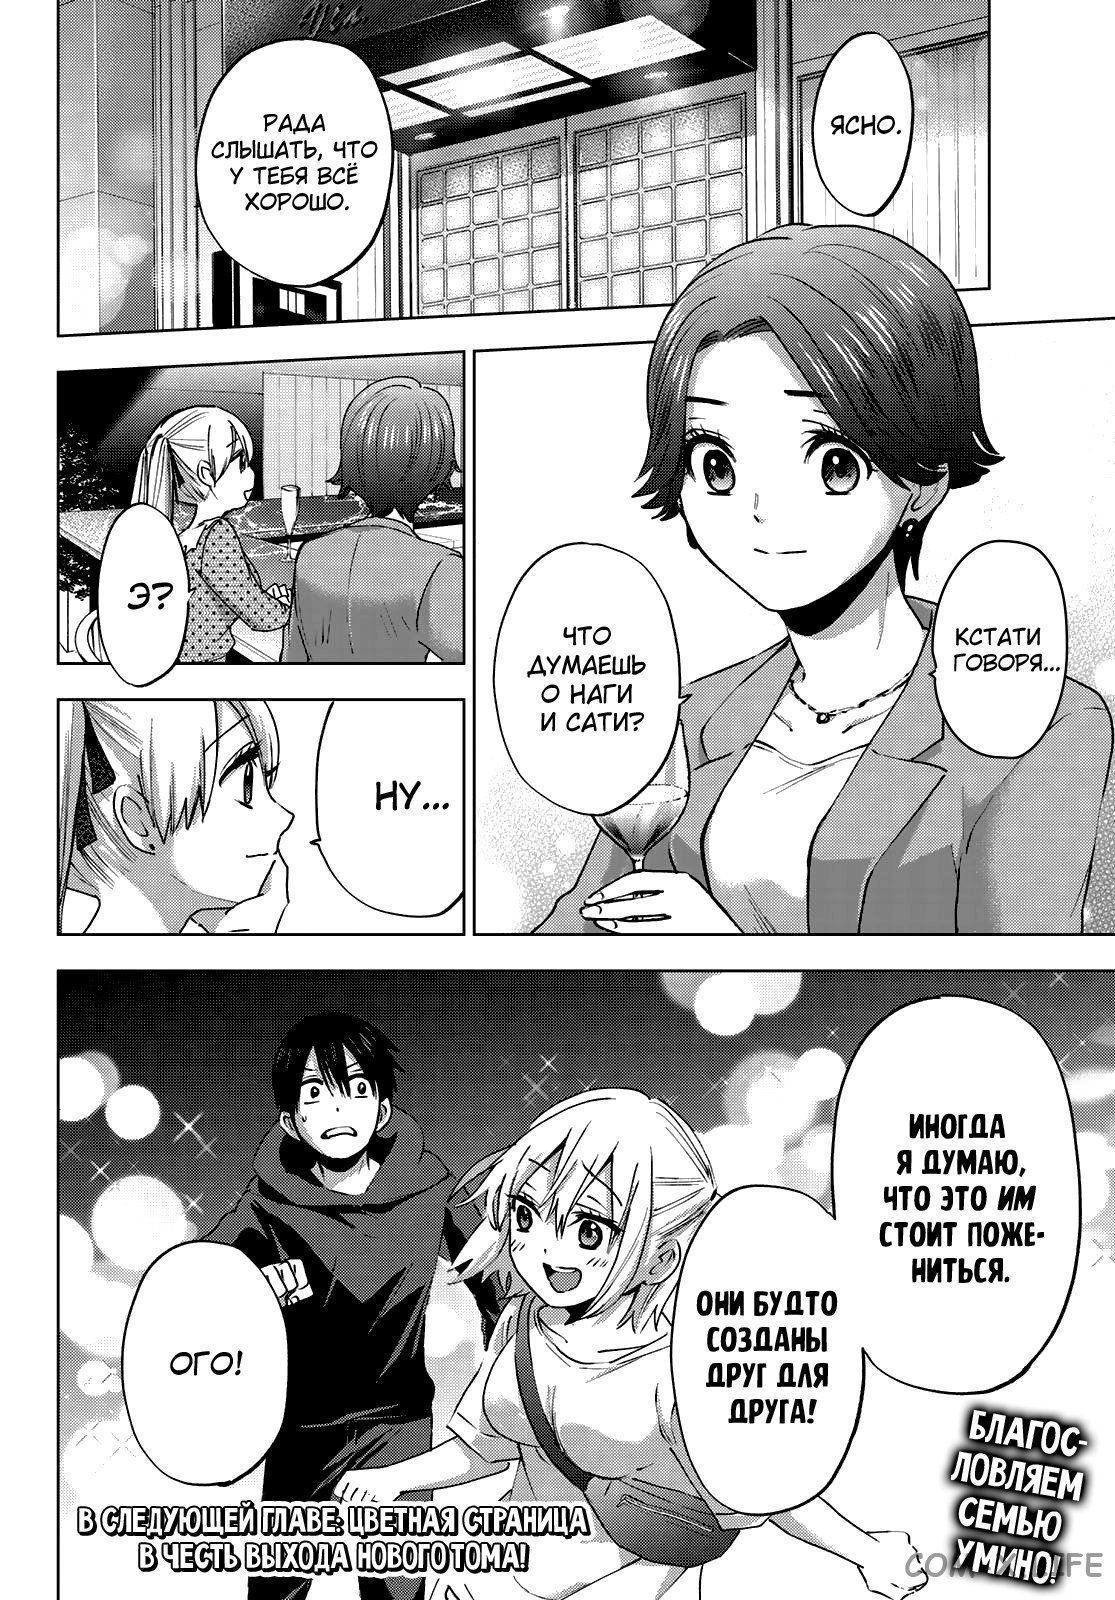 ЯСНО.
РАДА
СЛЫШАТЬ, ЧТО
У ТЕБЯ ВСЁ
ХОРОШО.
КСТАТИ
ГОВОРЯ...
ЧТО
ДУМАЕШЬ
О НАГИ
И САТИ?
Э?
НУ...
ИНОГДА
Я ДУМАЮ,
ЧТО ЭТО ИМ
СТОИТ ПОЖЕ-
НИТЬСЯ.
ОНИ БУДТО
СОЗДАНЫ
ДРУГ ДЛЯ
ДРУГА!
ОГО!
БЛАГОС-
ЛОВЛЯЕМ
СЕМЬЮ
УМИНО!
В СЛЕДУЮЩЕЙ ГЛАВЕ: ЦВЕТНАЯ СТРАНИЦА
В ЧЕСТЬ ВЫХОДА НОВОГО ТОМА!